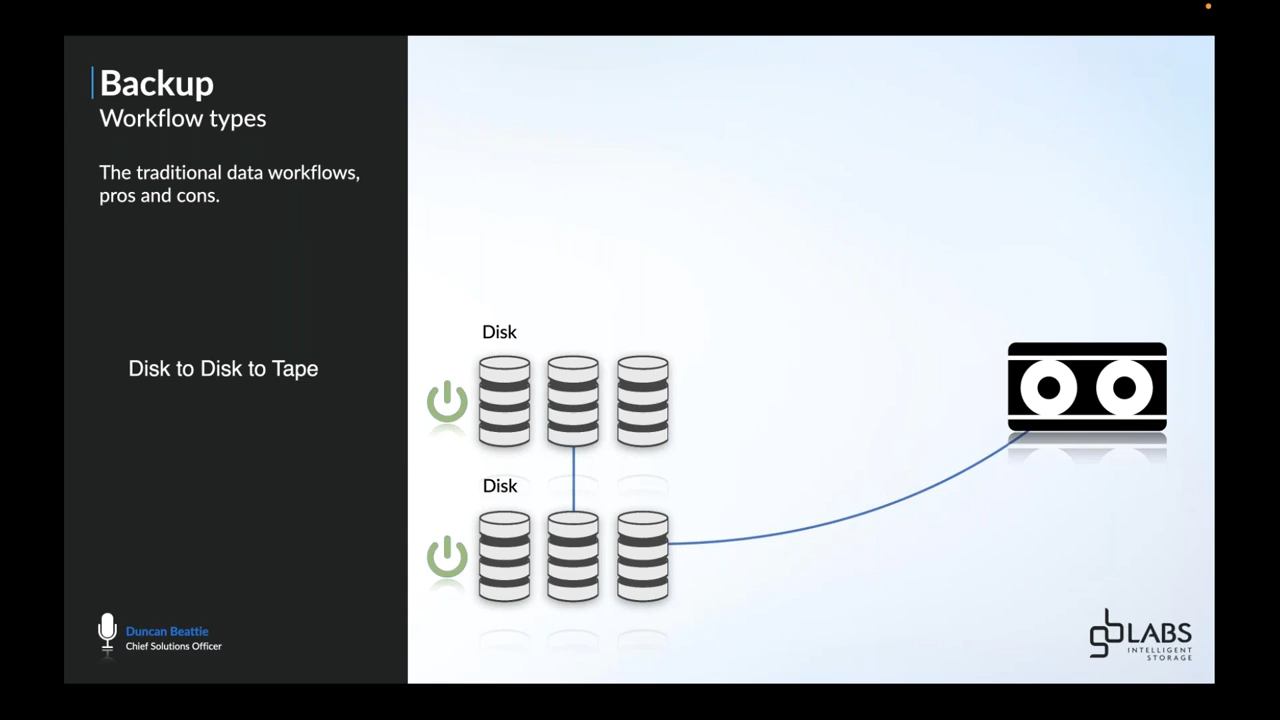 Backup
Workflow types
The traditional data workflows,
pros and cons.
Disk to Disk to Tape
Disk
Disk
Duncan Beattie
Chief Solutions Officer
gb LABS
INTELLIGENT
STORAGE